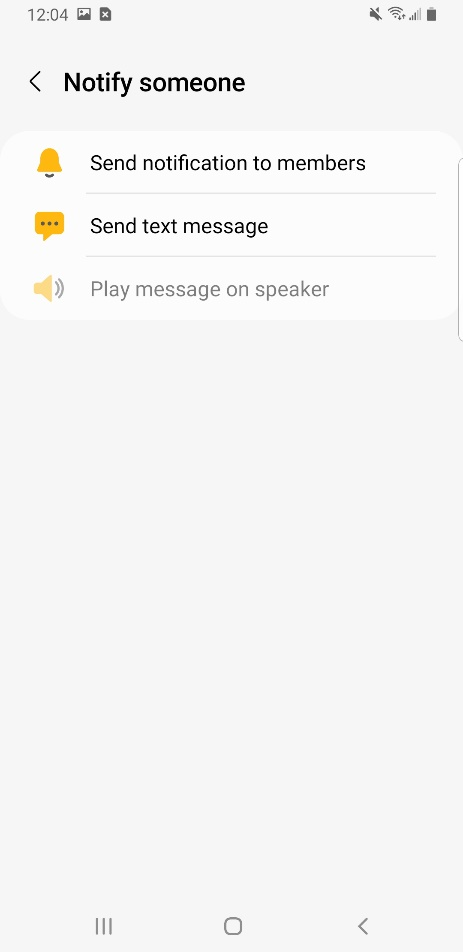 12:04
Notify someone
Send notification to members
Send text message
Play message on speaker